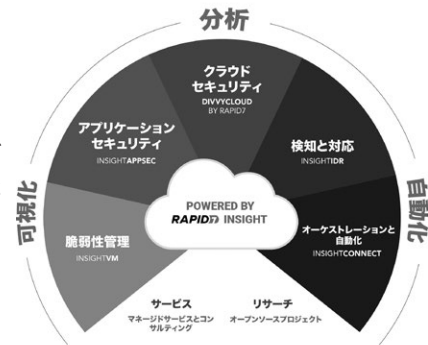 分析
可視化
自動化
クラウド
セキュリティ
DIVVYCLOUD
BY RAPID7
アプリケーション
セキュリティ
INSIGHTAPPSEC
検知と対応
INSIGHTIDR
脆弱性管理
INSIGHTVM
オーケストレーションと
自動化
INSIGHTCONNECT
POWERED BY
RAPID7 INSIGHT
サービス
マネージドサービスとコン
サルティング
リサーチ
オープンソースプロジェクト